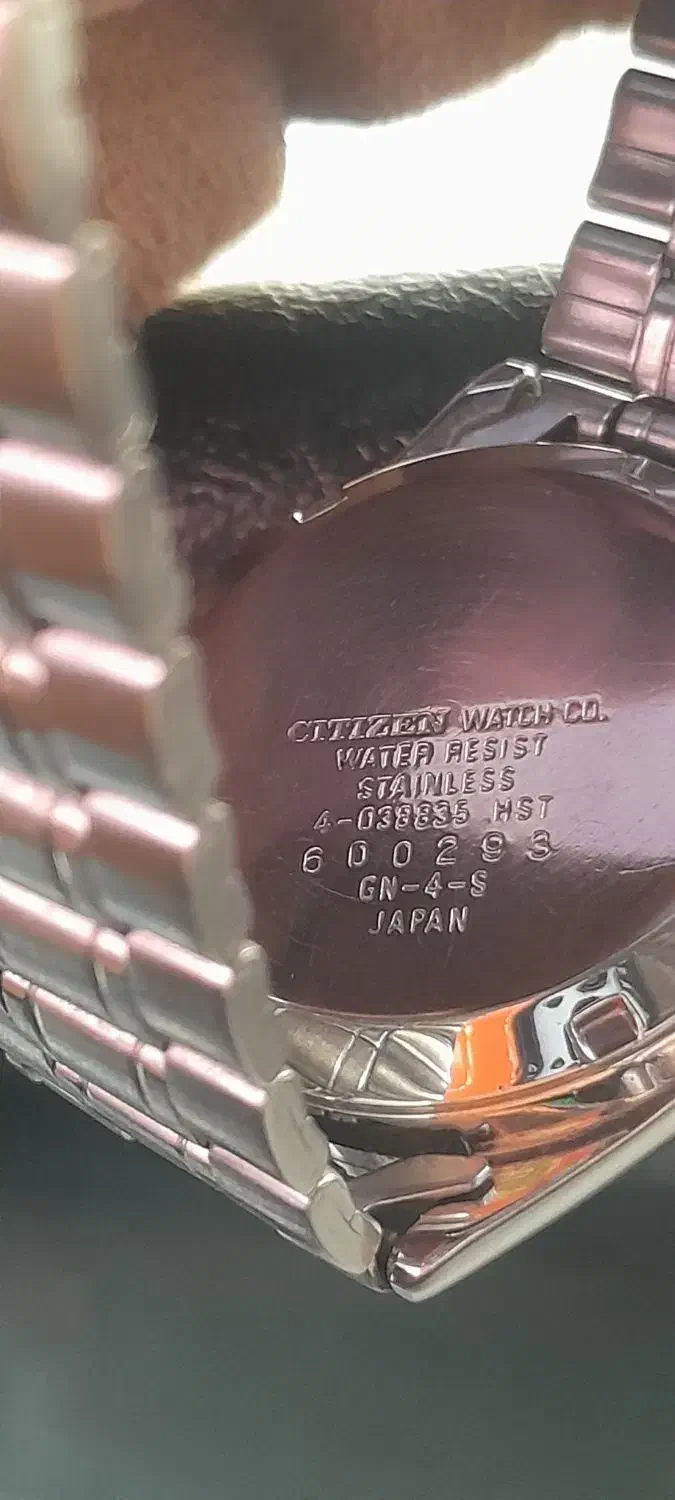 CITIZEN WATCH CO.
WATER RESIST
STAINLESS
4-038835 HST
600293
GN-4-S
JAPAN